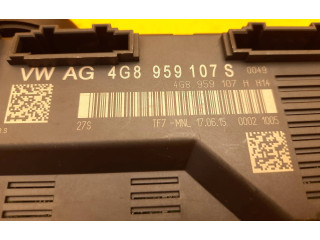 VW AG 4G8 959 107 S 0049
4G8 959 107 H H14
27S TF7-MNL 17.06.15 0002 1005